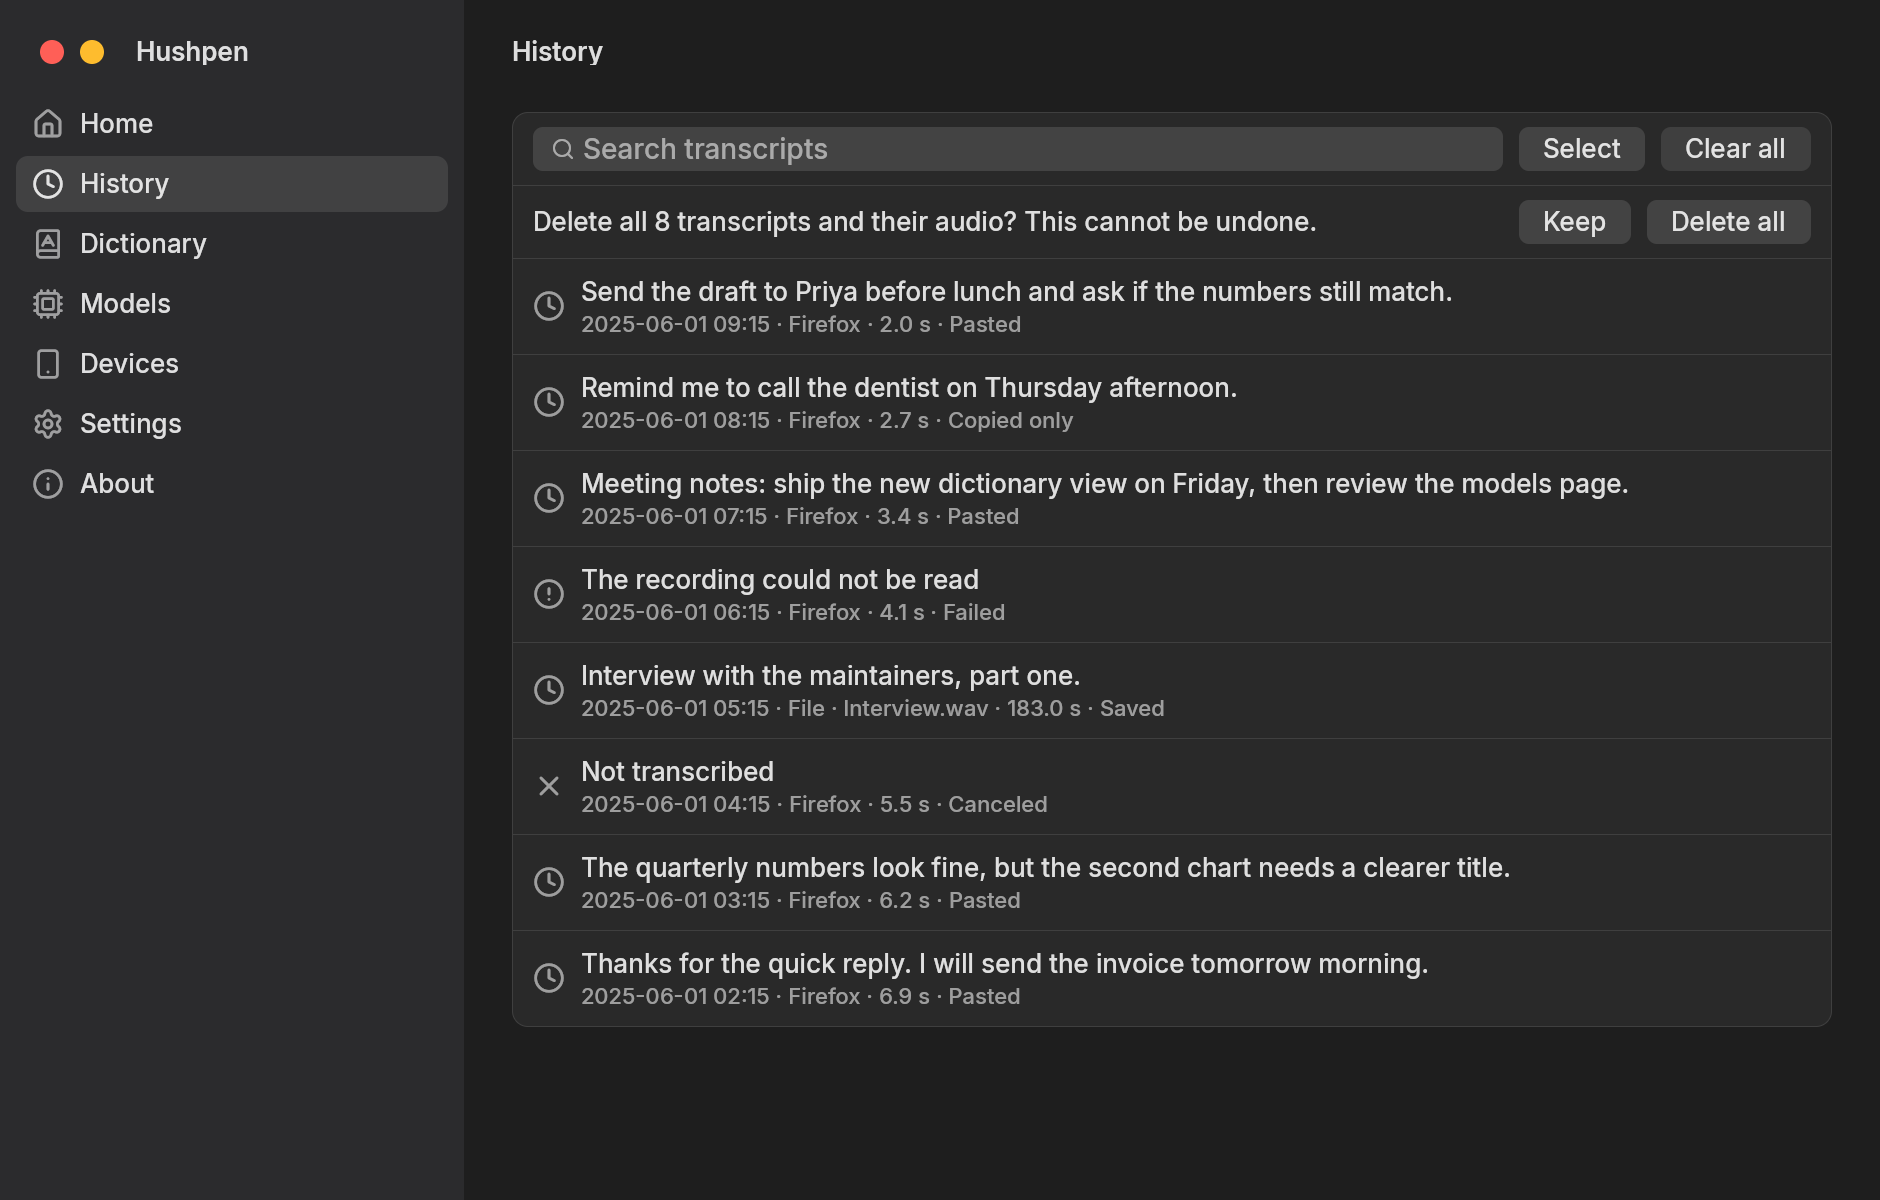 Hushpen
Home
History
Dictionary
Models
Devices
Settings
About
History
Search transcripts
Select
Clear all
Delete all 8 transcripts and their audio? This cannot be undone.
Keep
Delete all
Send the draft to Priya before lunch and ask if the numbers still match.
2025-06-01 09:15 · Firefox · 2.0 s · Pasted
Remind me to call the dentist on Thursday afternoon.
2025-06-01 08:15 · Firefox · 2.7 s · Copied only
Meeting notes: ship the new dictionary view on Friday, then review the models page.
2025-06-01 07:15 · Firefox · 3.4 s · Pasted
The recording could not be read
2025-06-01 06:15 · Firefox · 4.1 s · Failed
Interview with the maintainers, part one.
2025-06-01 05:15 · File · Interview.wav · 183.0 s · Saved
Not transcribed
2025-06-01 04:15 · Firefox · 5.5 s · Canceled
The quarterly numbers look fine, but the second chart needs a clearer title.
2025-06-01 03:15 · Firefox · 6.2 s · Pasted
Thanks for the quick reply. I will send the invoice tomorrow morning.
2025-06-01 02:15 · Firefox · 6.9 s · Pasted